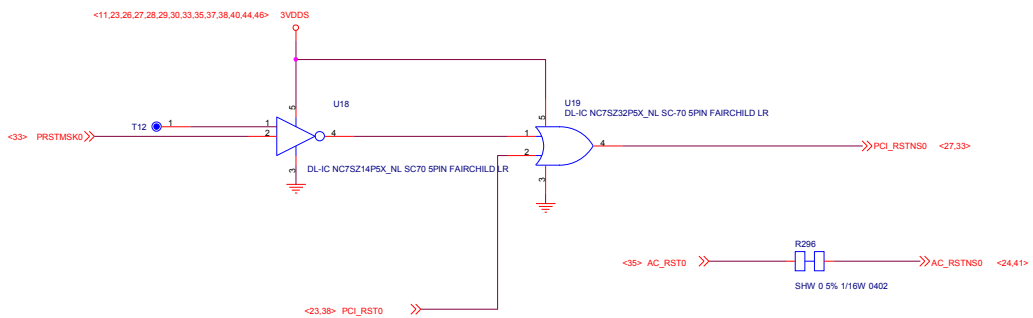 <11,23,26,27,28,29,30,33,35,37,38,40,44,46> 3VDDS
5
U18
U19
DL-IC NC7SZ32P5X_NL SC-70 5PIN FAIRCHILD LR
5
T12 1 1
<33> PRSTMSK0 2 4 1
4 PCI_RSTNS0 <27,33>
2
3 DL-IC NC7SZ14P5X_NL SC70 5PIN FAIRCHILD LR
3
R296
<35> AC_RST0 AC_RSTNS0 <24,41>
SHW 0 5% 1/16W 0402
<23,38> PCI_RST0